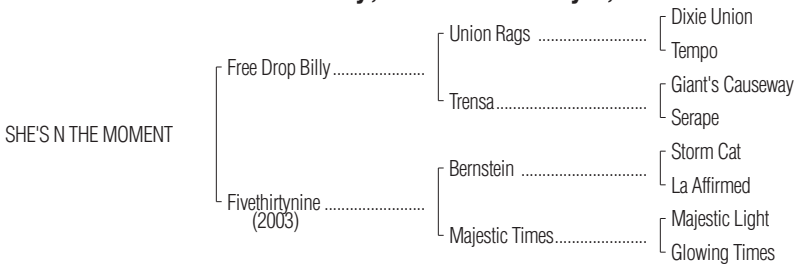 Dixie Union
Union Rags ..............................
Tempo
Free Drop Billy......................
Giant's Causeway
Trensa....................................
Serape
SHE'S N THE MOMENT
Storm Cat
Bernstein ..............................
La Affirmed
Fivethirtynine ........................
(2003)
Majestic Light
Majestic Times......................
Glowing Times